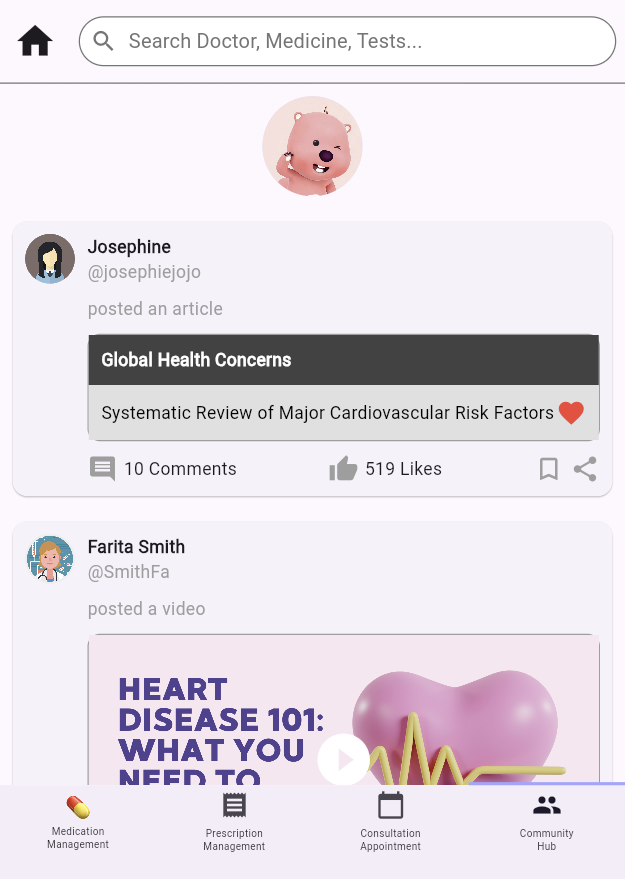 Search Doctor, Medicine, Tests...
Josephine
@josephiejojo
posted an article
Global Health Concerns
Systematic Review of Major Cardiovascular Risk Factors
10 Comments
519 Likes
Farita Smith
@SmithFa
posted a video
HEART
DISEASE 101:
WHAT YOU
NEED TO
Medication
Management
Prescription
Management
Consultation
Appointment
Community
Hub